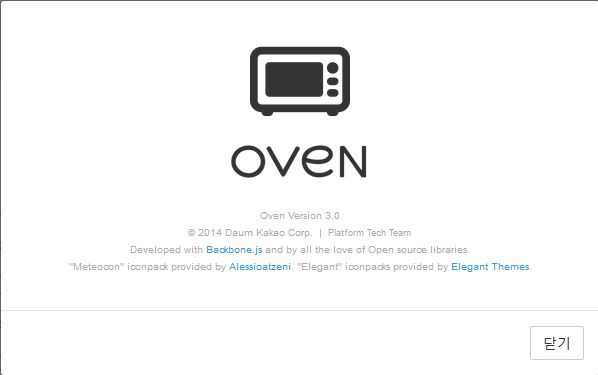 OVEN
Oven Version 3.0
© 2014 Daum Kakao Corp. | Platform Tech Team
Developed with Backbone.js and by all the love of Open source libraries.
"Meteocon" iconpack provided by Alessioatzeni. "Elegant" iconpacks provided by Elegant Themes.
닫기